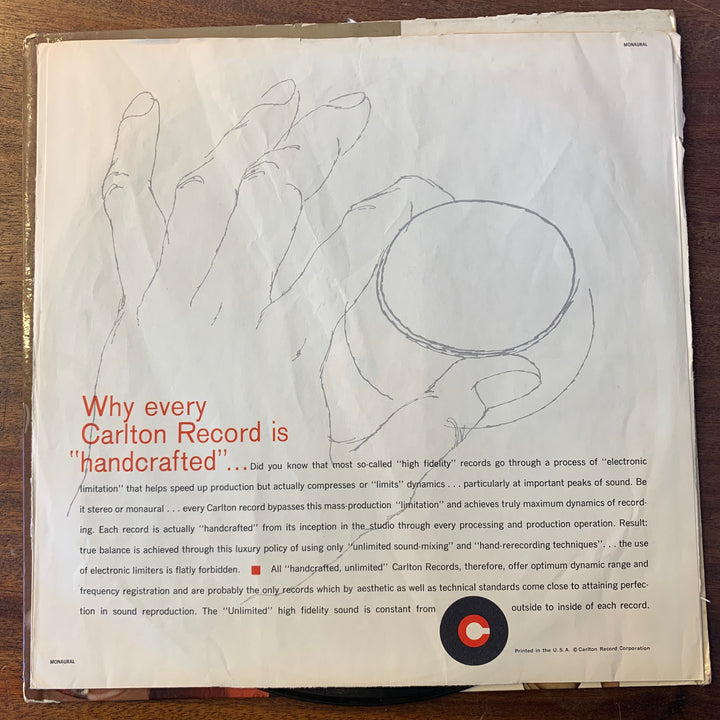 MONAURAL
Why every
Carlton Record is
"handcrafted"... Did you know that most so-called "high fidelity" records go through a process of "electronic
limitation" that helps speed up production but actually compresses or "limits" dynamics . . . particularly at important peaks of sound. Be
it stereo or monaural . . . every Carlton record bypasses this mass-production "limitation" and achieves truly maximum dynamics of record-
ing. Each record is actually "handcrafted" from its inception in the studio through every processing and production operation. Result:
true balance is achieved through this luxury policy of using only "unlimited sound-mixing" and "hand-rerecording techniques". . . the use
of electronic limiters is flatly forbidden. ■ All "handcrafted, unlimited" Carlton Records, therefore, offer optimum dynamic range and
frequency registration and are probably the only records which by aesthetic as well as technical standards come close to attaining perfec-
tion in sound reproduction. The "Unlimited" high fidelity sound is constant from outside to inside of each record.
C
Printed in the U.S.A. © Carlton Record Corporation
MONAURAL